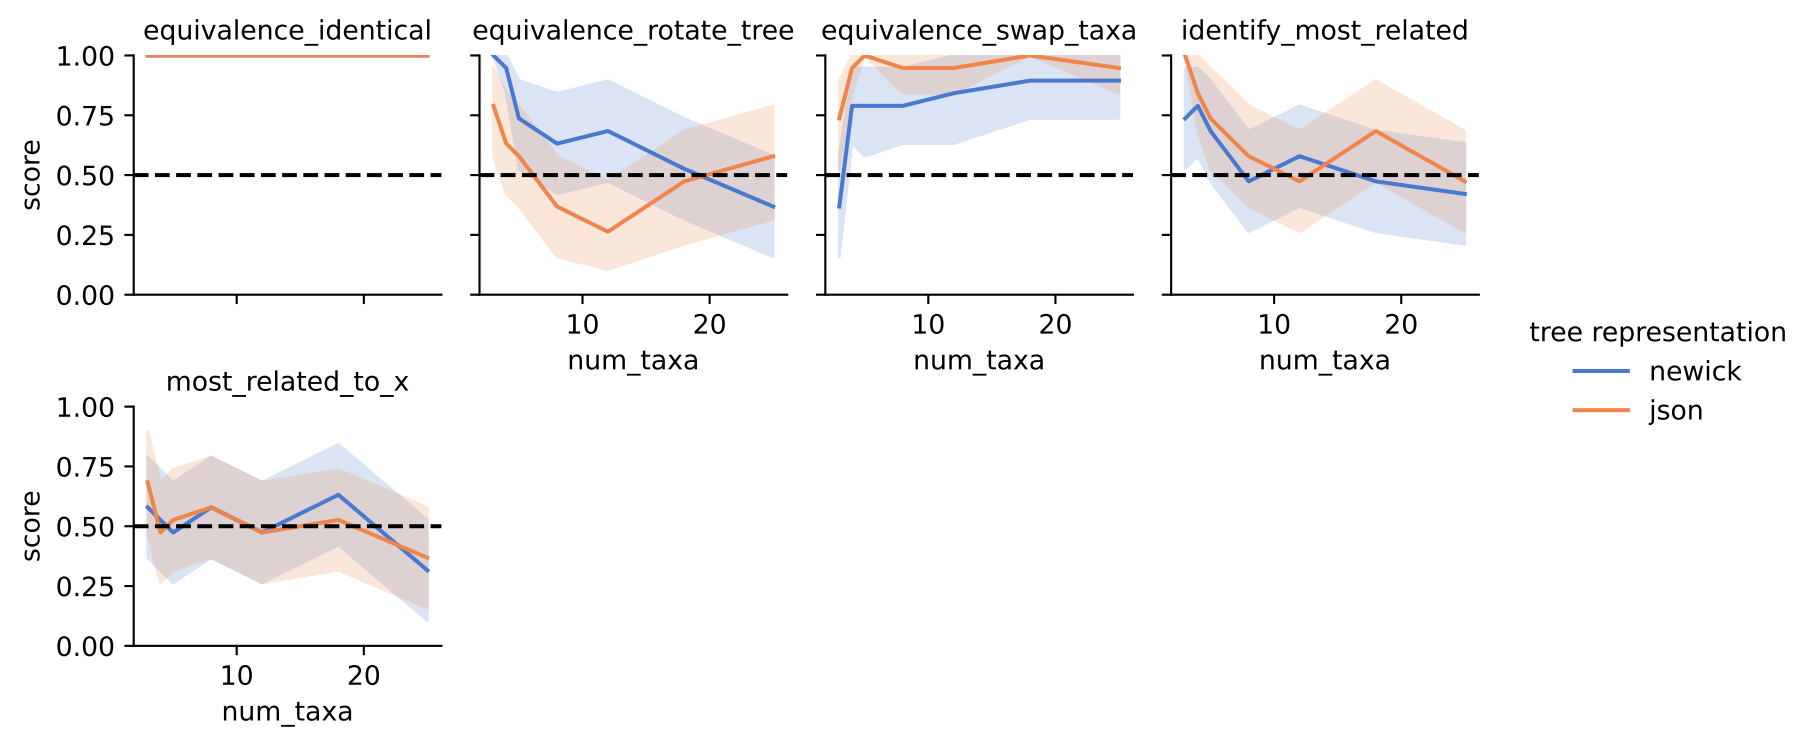 equivalence_identical
equivalence_rotate_tree
equivalence_swap_taxa
identify_most_related
score
1.00
0.75
0.50
0.25
0.00
10
20
10
20
10
20
num_taxa
num_taxa
num_taxa
tree representation
newick
json
most_related_to_x
score
1.00
0.75
0.50
0.25
0.00
10
20
num_taxa